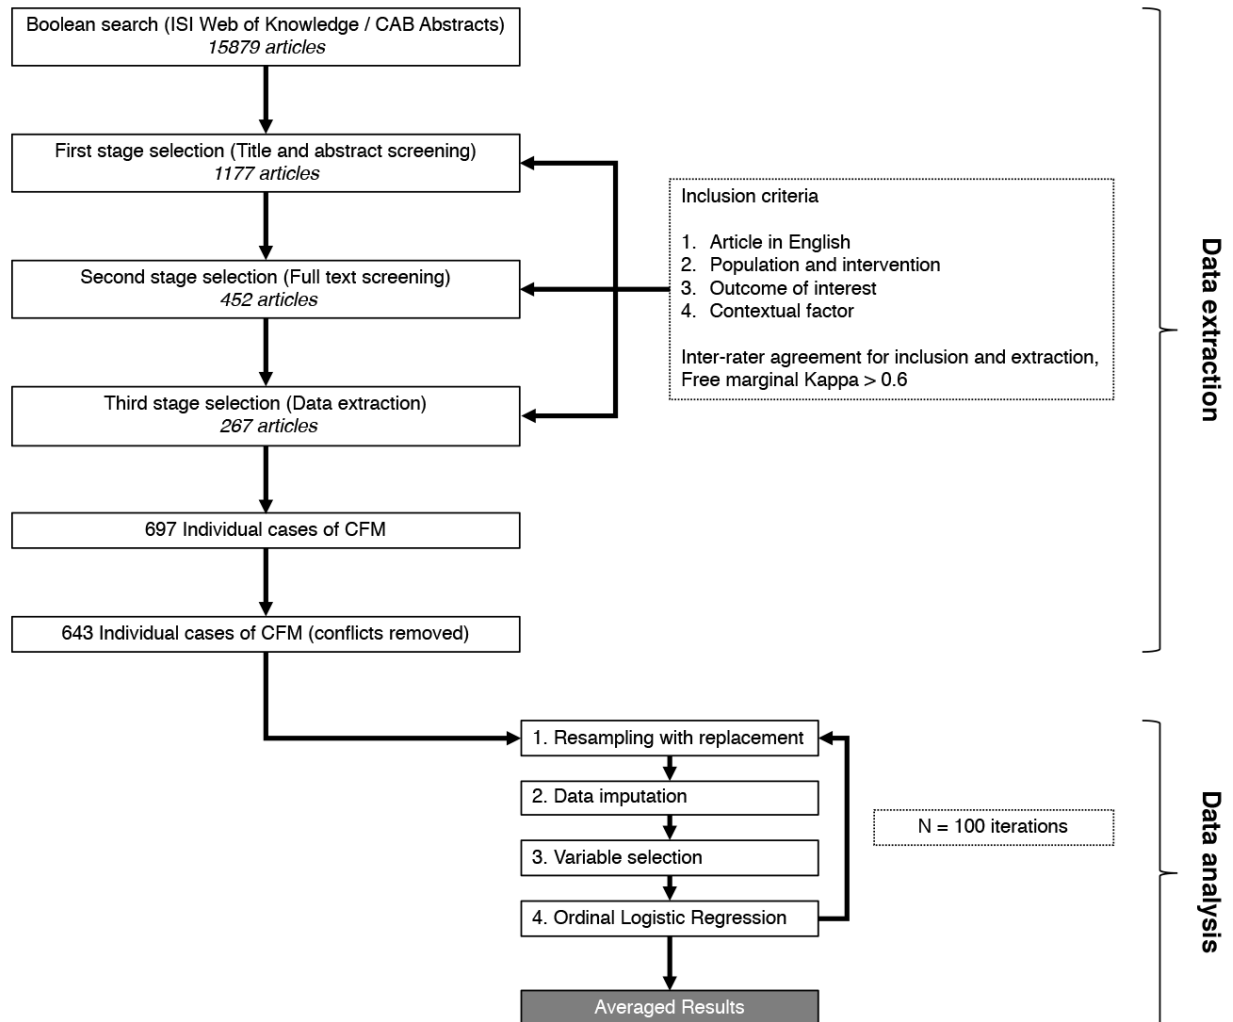 Boolean search (ISI Web of Knowledge / CAB Abstracts)
15879 articles
First stage selection (Title and abstract screening)
1177 articles
Second stage selection (Full text screening)
452 articles
Third stage selection (Data extraction)
267 articles
697 Individual cases of CFM
643 Individual cases of CFM (conflicts removed)
Inclusion criteria
1. Article in English
2. Population and intervention
3. Outcome of interest
4. Contextual factor
Inter-rater agreement for inclusion and extraction,
Free marginal Kappa > 0.6
Data extraction
1. Resampling with replacement
2. Data imputation
3. Variable selection
4. Ordinal Logistic Regression
N = 100 iterations
Averaged Results
Data analysis